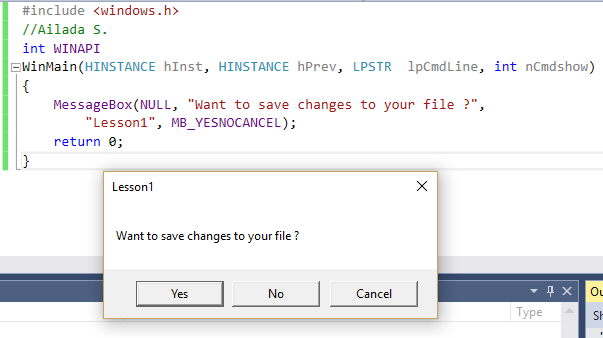 #include <windows.h>
//Ailada S.
int WINAPI
WinMain(HINSTANCE hInst, HINSTANCE hPrev, LPSTR  lpCmdLine, int nCmdshow)
{
    MessageBox(NULL, "Want to save changes to your file ?",
        "Lesson1", MB_YESNOCANCEL);
    return 0;
}
Lesson1
Want to save changes to your file ?
Yes No Cancel
Ou
Type
Sh